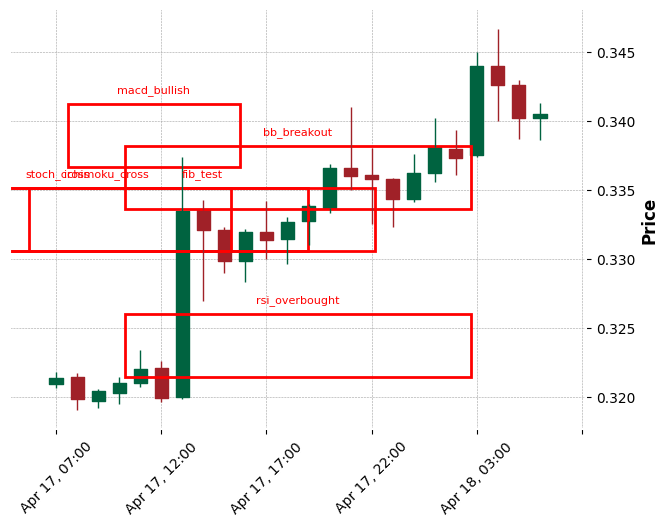 macd_bullish
bb_breakout
stoch_cross
ichimoku_cross
fib_test
rsi_overbought
0.345
0.340
0.335
0.330
0.325
0.320
Price
Apr 17, 07:00
Apr 17, 12:00
Apr 17, 17:00
Apr 17, 22:00
Apr 18, 03:00